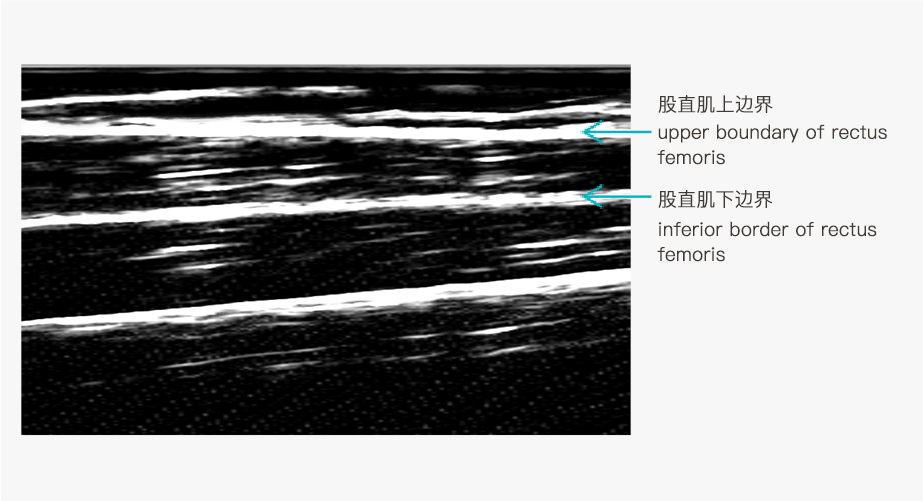 股直肌上边界
upper boundary of rectus
femoris
股直肌下边界
inferior border of rectus
femoris